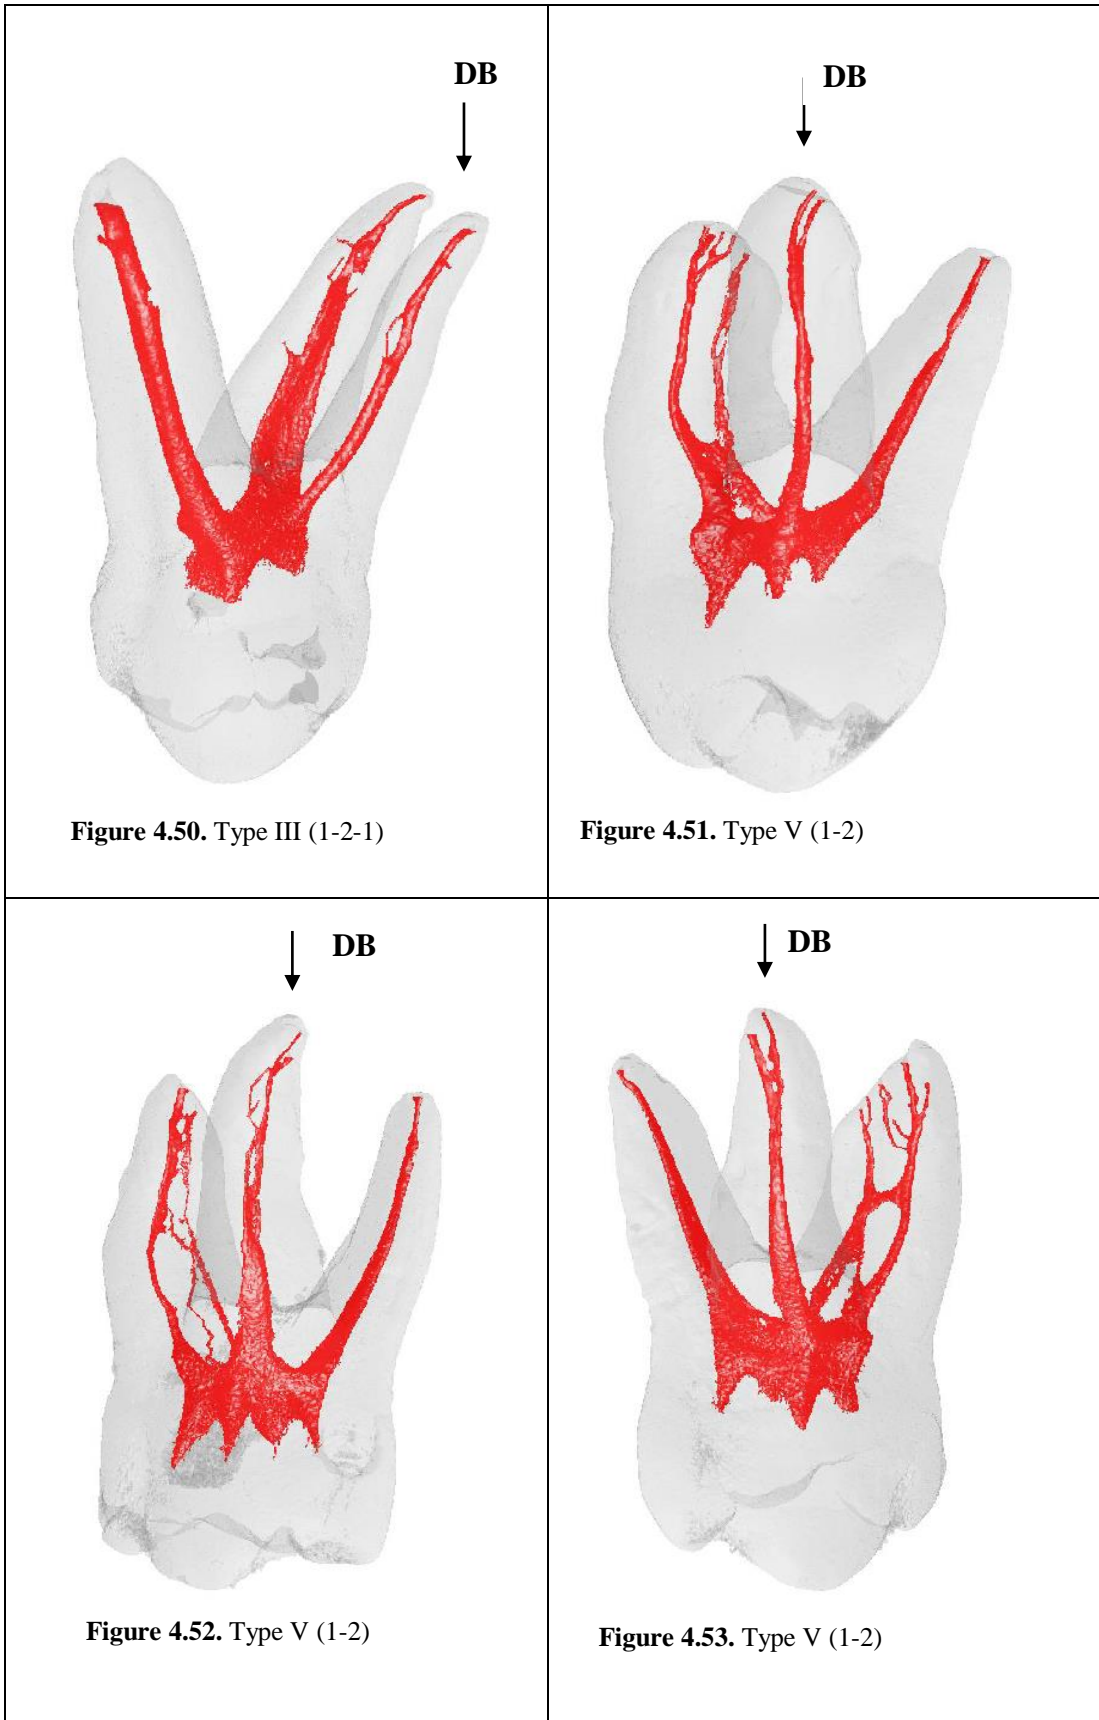 DB
DB
Figure 4.50. Type III (1-2-1)
Figure 4.51. Type V (1-2)
DB
DB
Figure 4.52. Type V (1-2)
Figure 4.53. Type V (1-2)